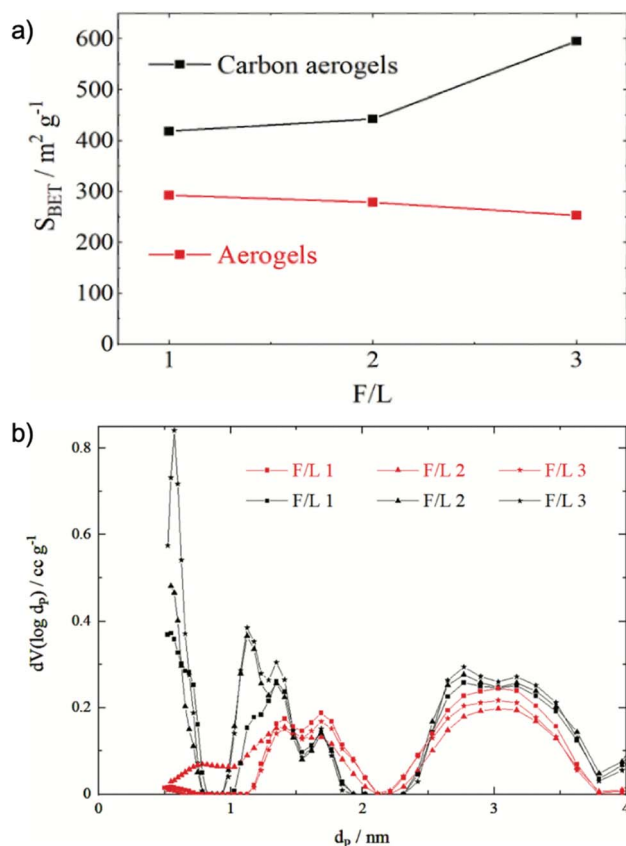 a)
600
500
400
300
200
100
0
S_BET / m² g⁻¹
Carbon aerogels
Aerogels
1 2 3
F/L
b)
0.8
0.6
0.4
0.2
0
dV(log dₚ) / cc g⁻¹
F/L 1 F/L 2 F/L 3
F/L 1 F/L 2 F/L 3
0 1 2 3 4
dₚ / nm